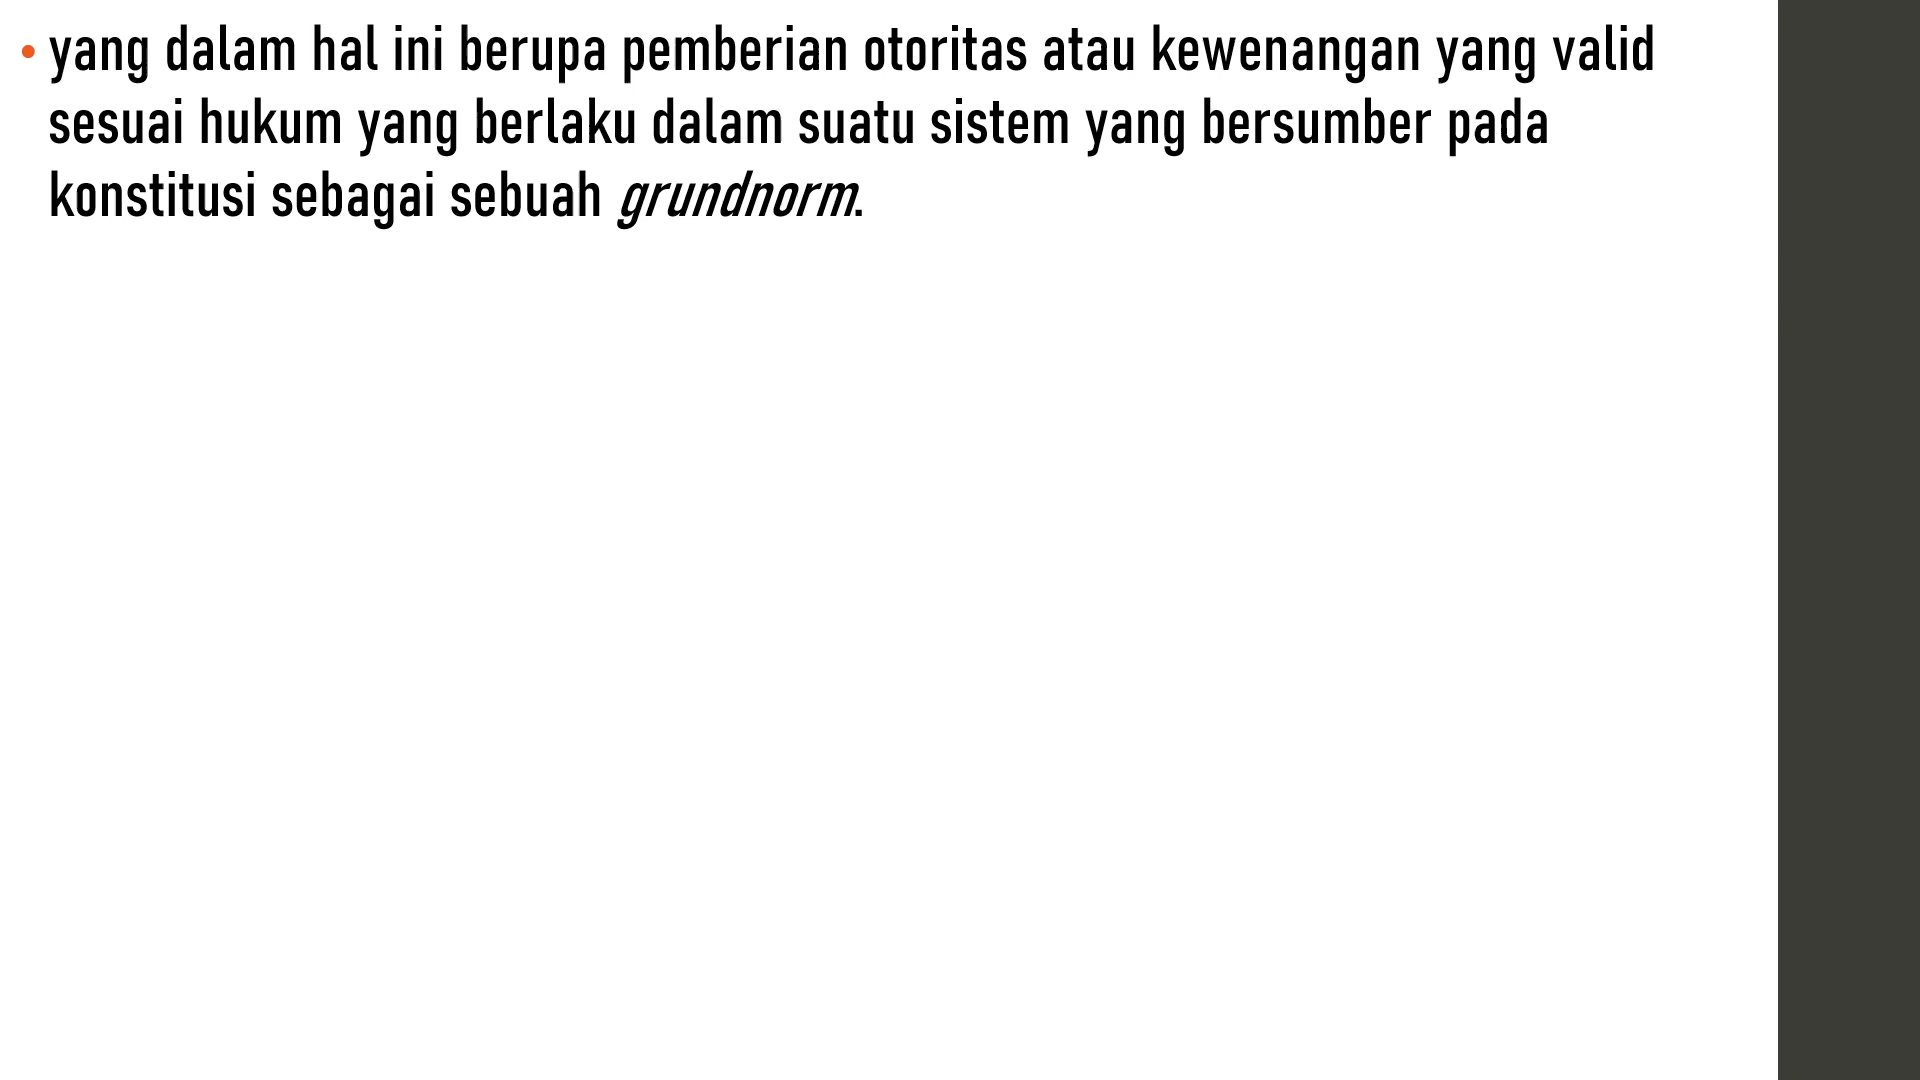 • yang dalam hal ini berupa pemberian otoritas atau kewenangan yang valid
sesuai hukum yang berlaku dalam suatu sistem yang bersumber pada
konstitusi sebagai sebuah grundnorm.